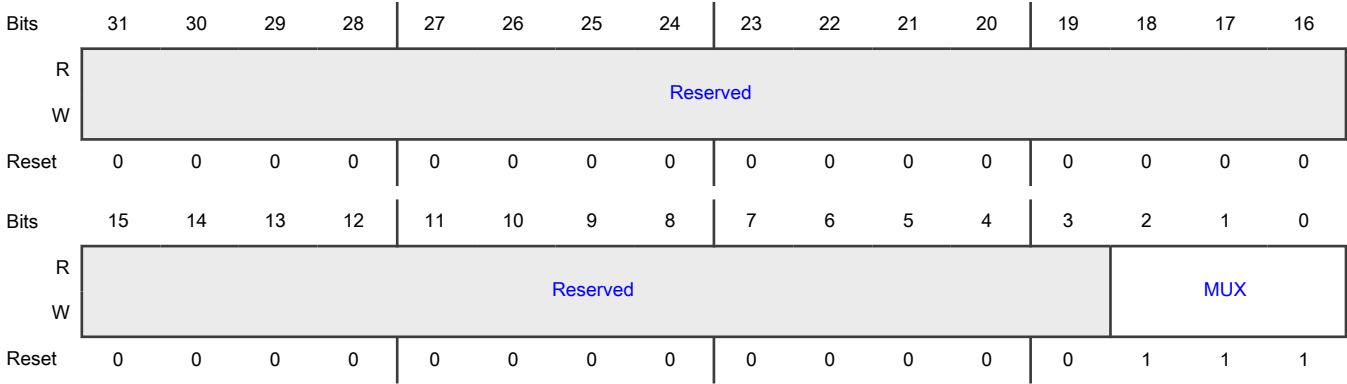 Bits 31 30 29 28 27 26 25 24 23 22 21 20 19 18 17 16
R
Reserved
W
Reset 0 0 0 0 0 0 0 0 0 0 0 0 0 0 0 0
Bits 15 14 13 12 11 10 9 8 7 6 5 4 3 2 1 0
R
Reserved MUX
W
Reset 0 0 0 0 0 0 0 0 0 0 0 0 0 1 1 1